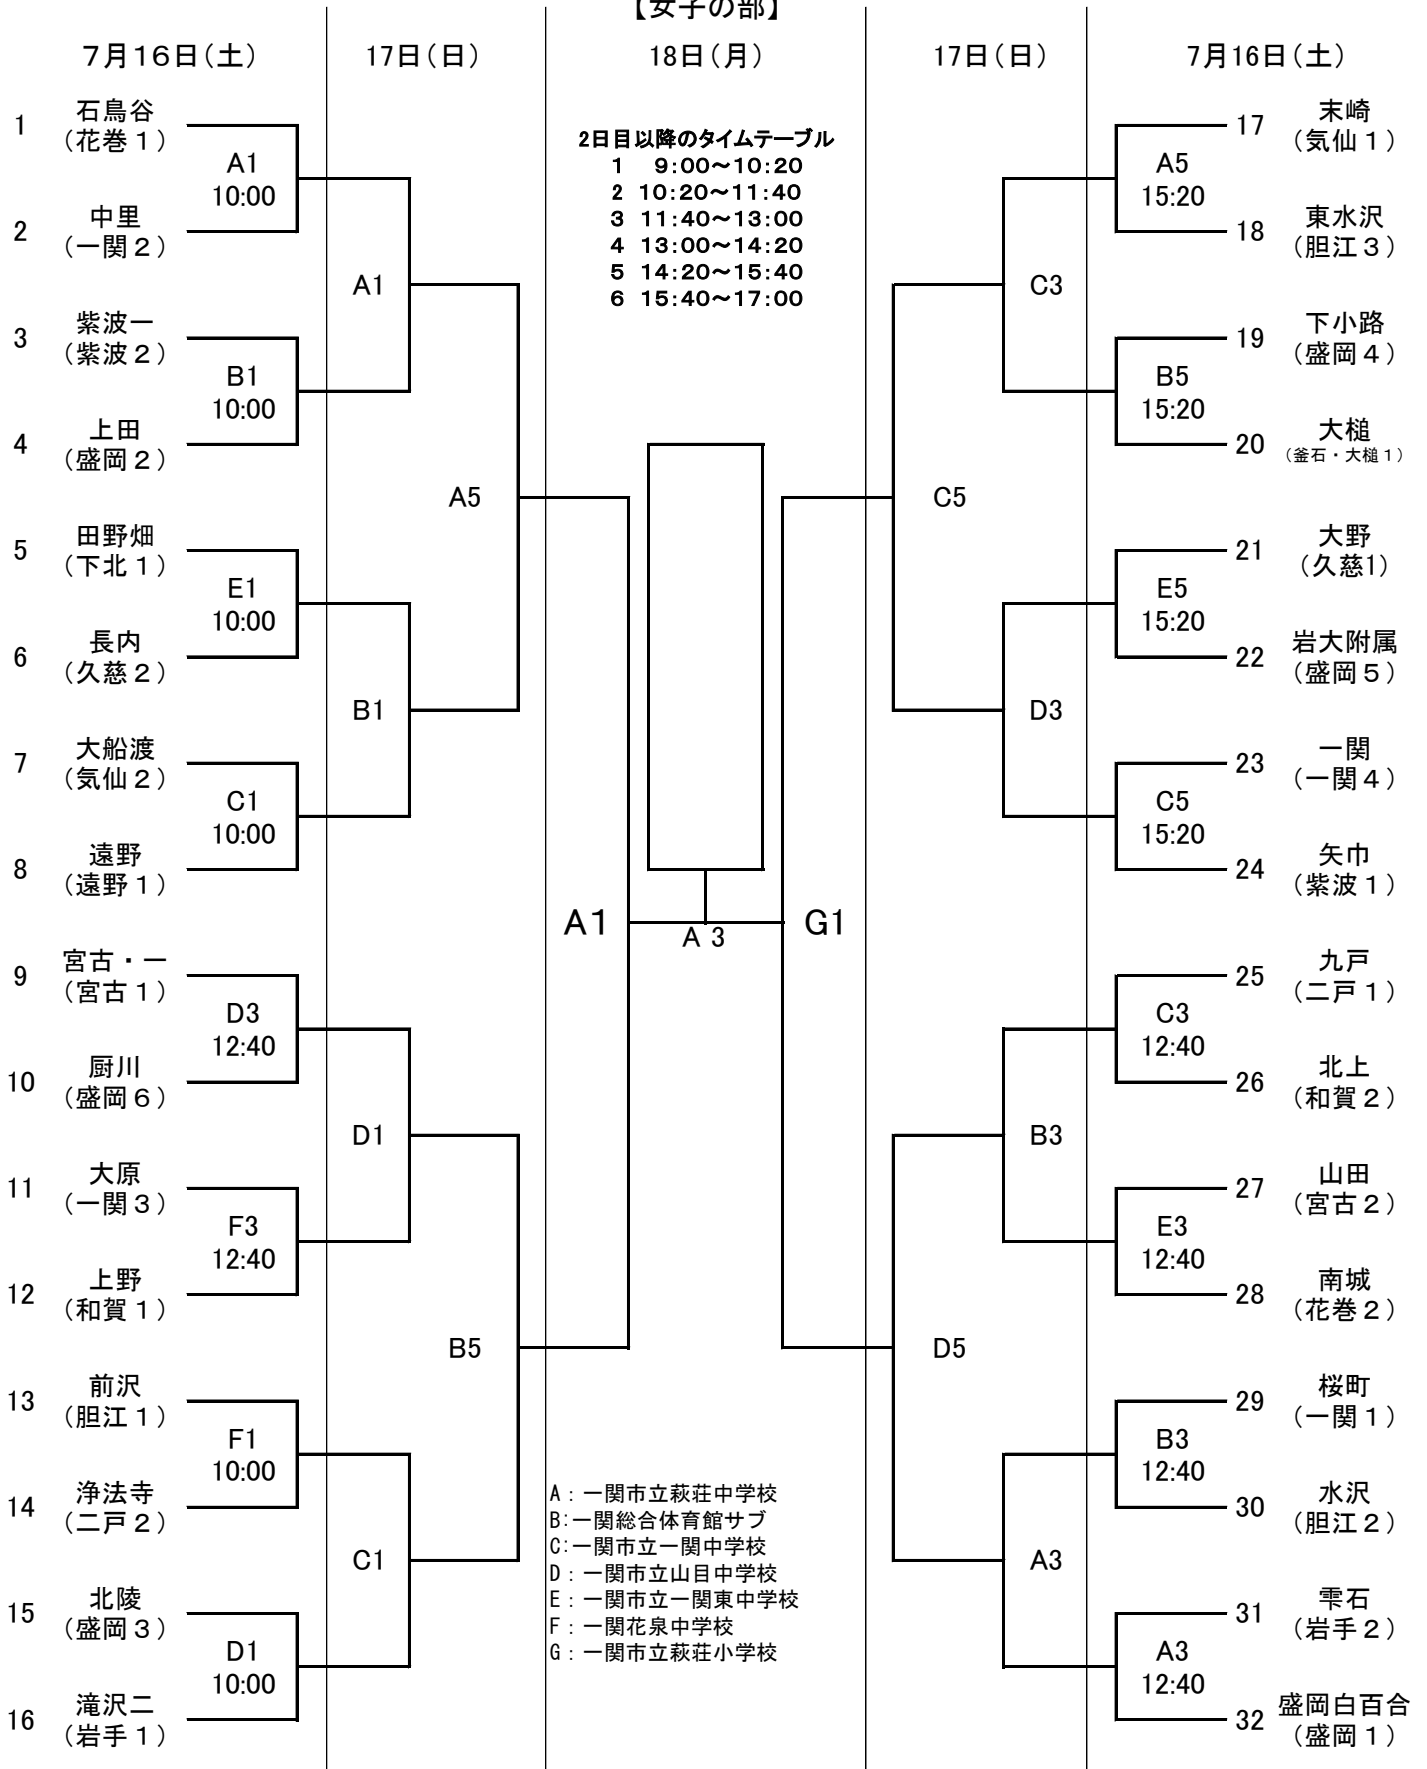 【女子の部】
７月１６日（土）
17日（日）
18日（月）
17日（日）
7月16日（土）
2日目以降のタイムテーブル
1 9:00～10:20
2 10:20～11:40
3 11:40～13:00
4 13:00～14:20
5 14:20～15:40
6 15:40～17:00
1 石鳥谷
（花巻１）
A1
10:00
2 中里
（一関２）
A1
3 紫波一
（紫波２）
B1
10:00
4 上田
（盛岡２）
A5
5 田野畑
（下北１）
E1
10:00
6 長内
（久慈２）
B1
7 大船渡
（気仙２）
C1
10:00
8 遠野
（遠野１）
A1
A 3
G1
9 宮古・一
（宮古１）
D3
12:40
10 厨川
（盛岡６）
D1
11 大原
（一関３）
F3
12:40
12 上野
（和賀１）
B5
13 前沢
（胆江１）
F1
10:00
14 浄法寺
（二戸２）
C1
15 北陵
（盛岡３）
D1
10:00
16 滝沢二
（岩手１）
17 末崎
（気仙１）
A5
15:20
18 東水沢
（胆江３）
C3
19 下小路
（盛岡４）
B5
15:20
20 大槌
（釜石・大槌１）
C5
21 大野
（久慈1）
E5
15:20
22 岩大附属
（盛岡５）
D3
23 一関
（一関４）
C5
15:20
24 矢巾
（紫波１）
25 九戸
（二戸１）
C3
12:40
26 北上
（和賀２）
B3
27 山田
（宮古２）
E3
12:40
28 南城
（花巻２）
D5
29 桜町
（一関１）
B3
12:40
30 水沢
（胆江２）
A3
31 雫石
（岩手２）
A3
12:40
32 盛岡白百合
（盛岡１）
A：一関市立萩荘中学校
B:一関総合体育館サブ
C:一関市立一関中学校
D：一関市立山目中学校
E：一関市立一関東中学校
F：一関花泉中学校
G：一関市立萩荘小学校